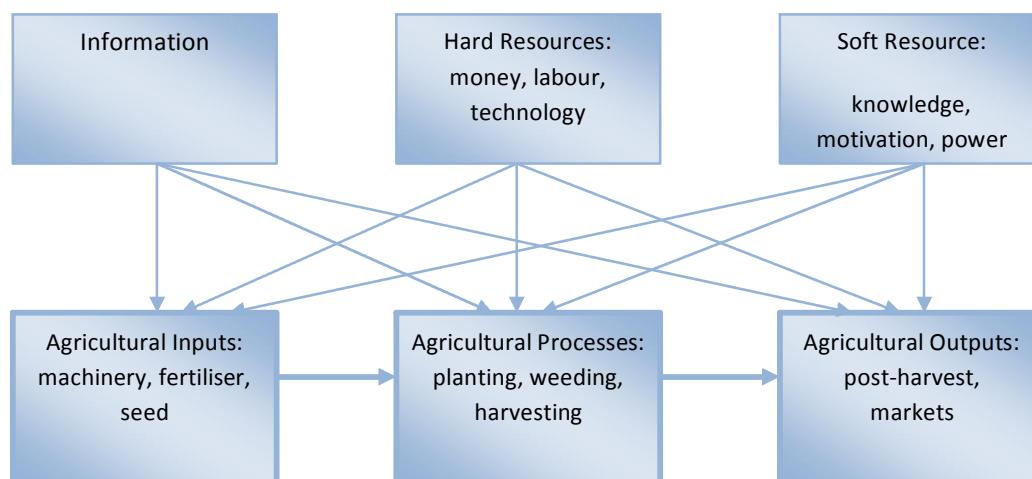 Information
Hard Resources:
money, labour,
technology
Soft Resource:
knowledge,
motivation, power
Agricultural Inputs:
machinery, fertiliser,
seed
Agricultural Processes:
planting, weeding,
harvesting
Agricultural Outputs:
post-harvest,
markets